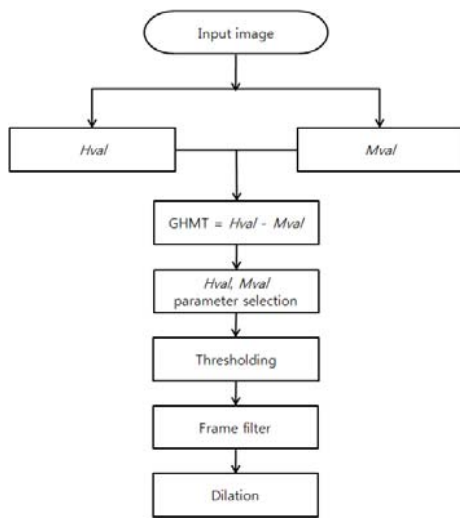 Input image
Hval
Mval
GHMT = Hval - Mval
Hval, Mval
parameter selection
Thresholding
Frame filter
Dilation